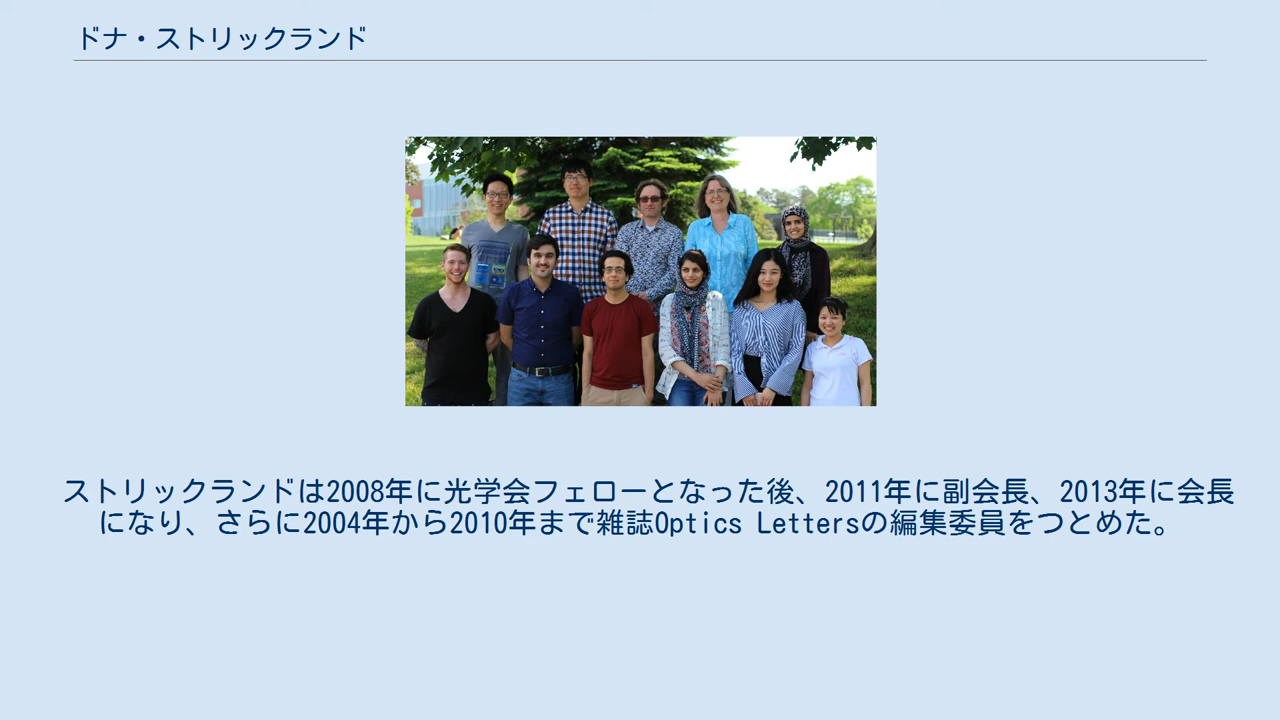 ドナ・ストリックランド
ストリックランドは2008年に光学会フェローとなった後、2011年に副会長、2013年に会長
になり、さらに2004年から2010年まで雑誌Optics Lettersの編集委員をつとめた。